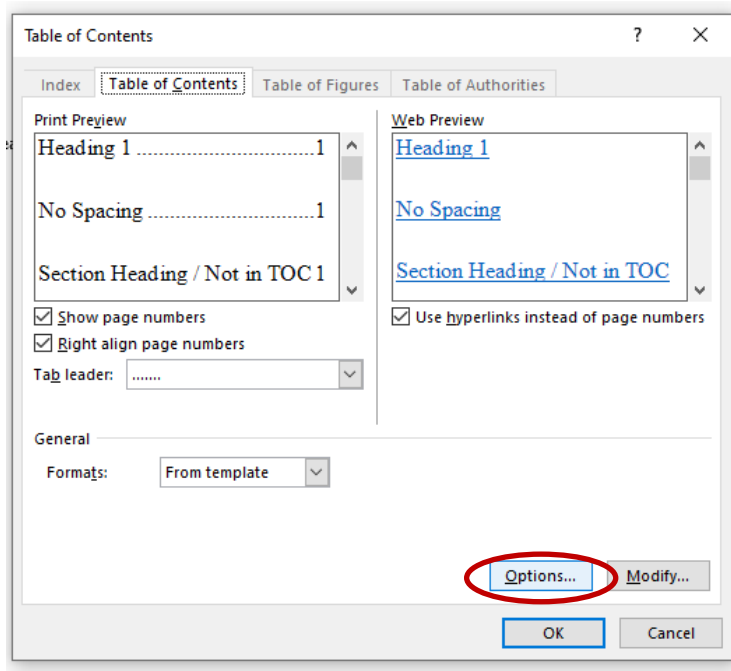 Table of Contents ? ×
Index Table of Contents Table of Figures Table of Authorities
Print Preview
Heading 1 ................................1
No Spacing .............................1
Section Heading / Not in TOC 1
Web Preview
Heading 1
No Spacing
Section Heading / Not in TOC
Show page numbers
Right align page numbers
Tab leader: .......
Use hyperlinks instead of page numbers
General
Formats: From template
Options... Modify...
OK Cancel